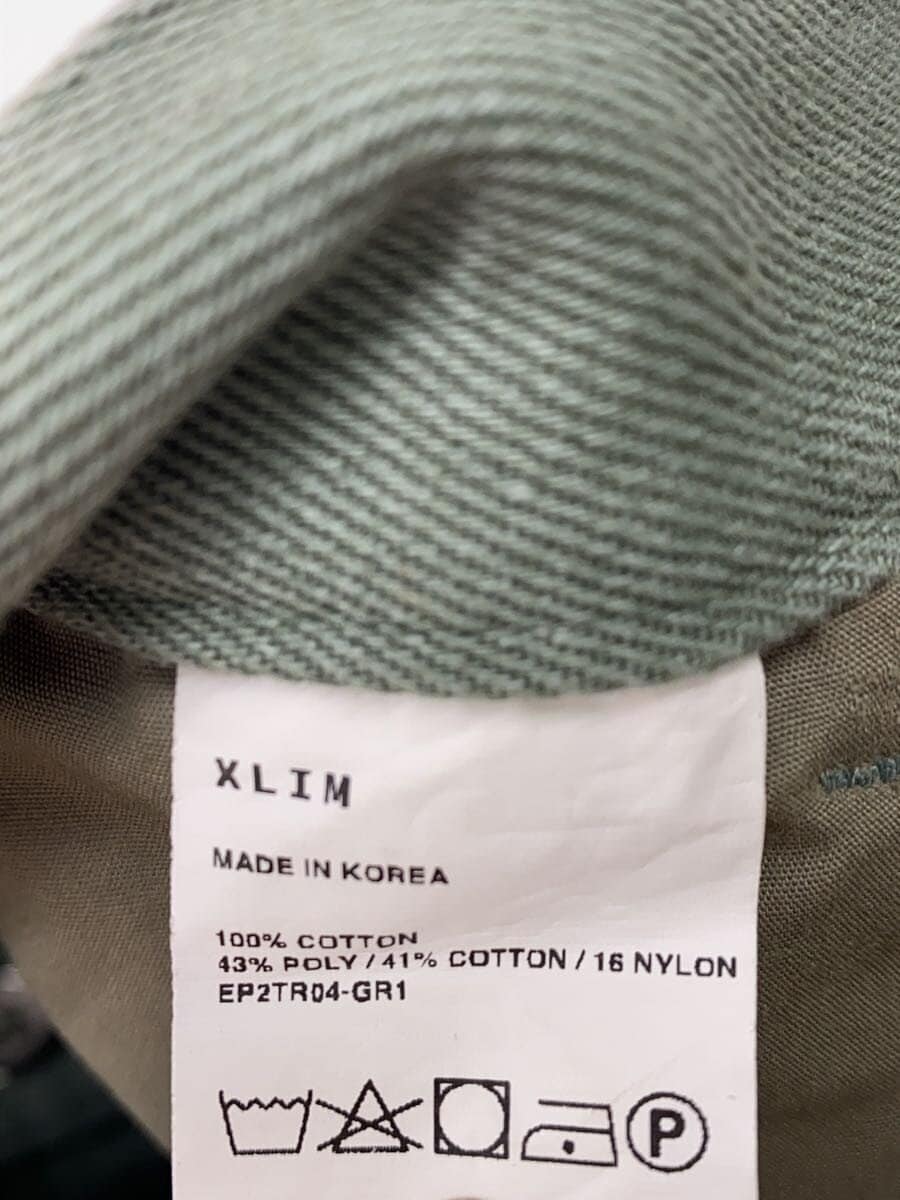 XLIM
MADE IN KOREA
100% COTTON
43% POLY / 41% COTTON / 16 NYLON
EP2TR04-GR1
P